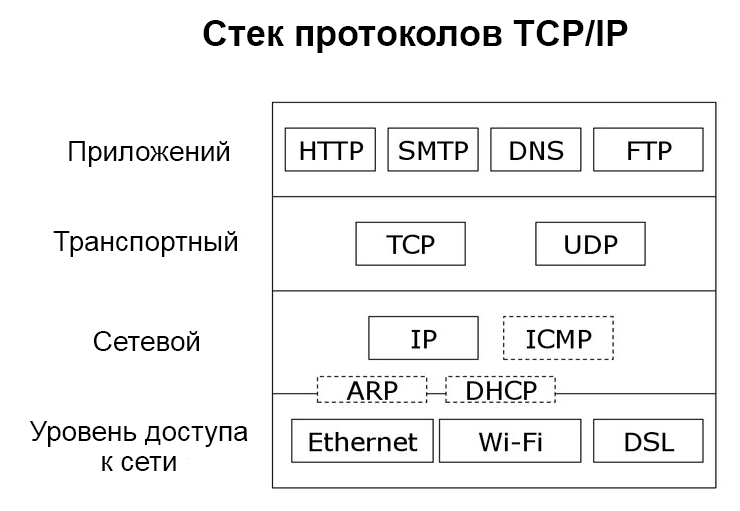 Стек протоколов TCP/IP
Приложений
HTTP SMTP DNS FTP
Транспортный
TCP UDP
Сетевой
IP ICMP
ARP DHCP
Уровень доступа
к сети
Ethernet Wi-Fi DSL